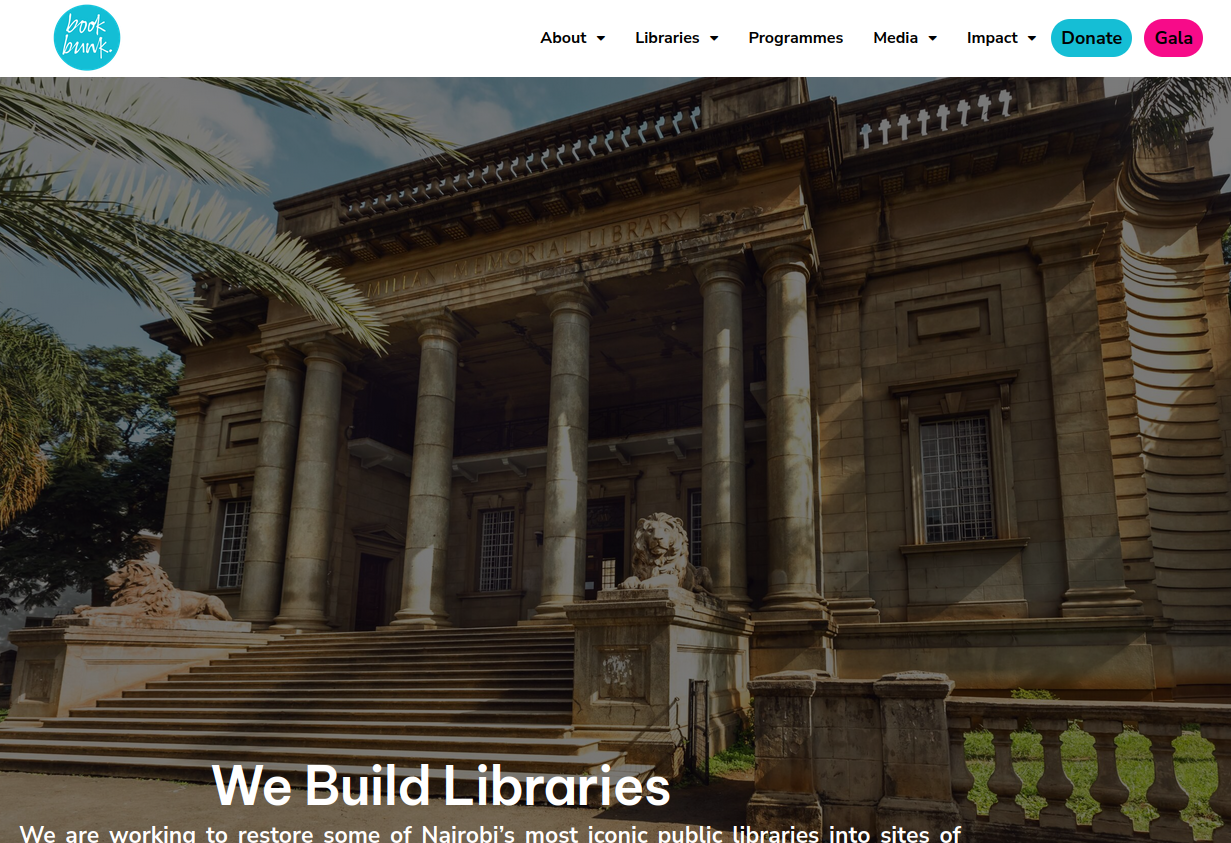 book
bunk.
About
Libraries
Programmes
Media
Impact
Donate
Gala
MILLAN MEMORIAL LIBRARY
We Build Libraries
We are working to restore some of Nairobi’s most iconic public libraries into sites of